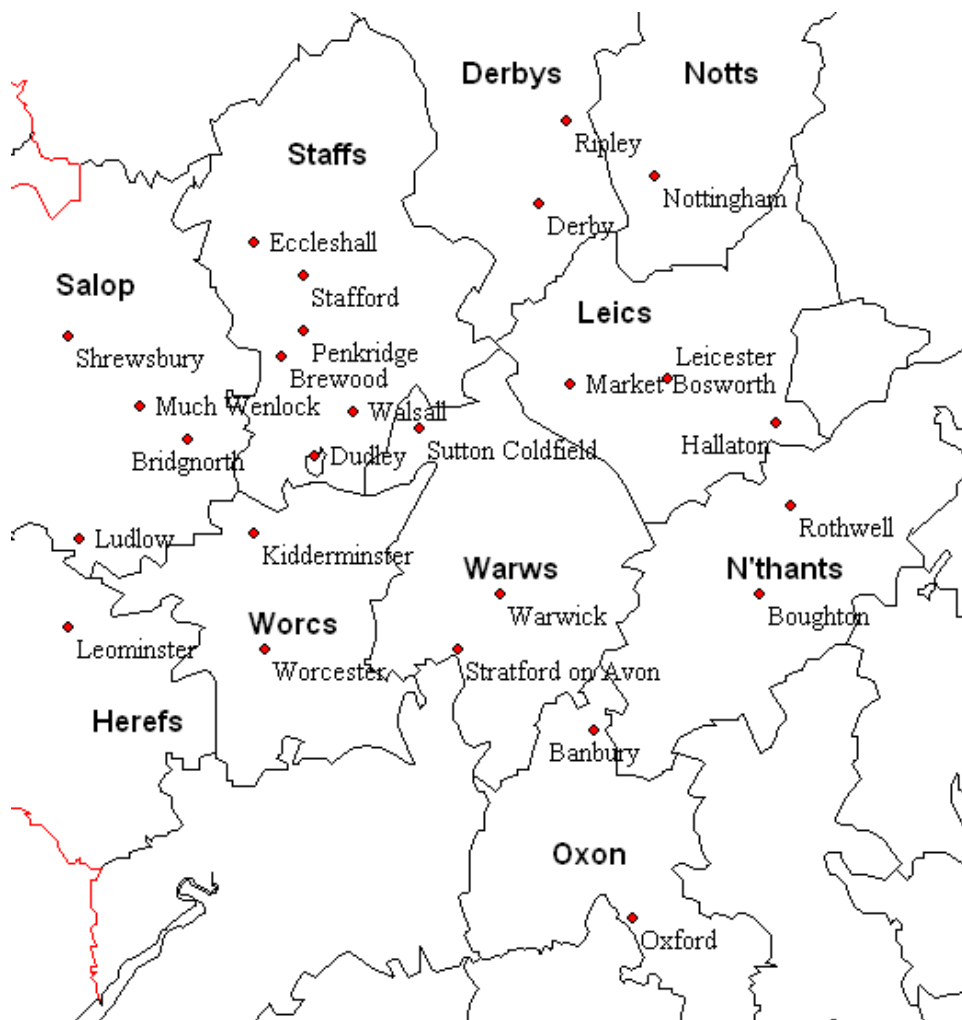 Derbys
Notts
Ripley
Staffs
Nottingham
Derby
Eccleshall
Salop
Stafford
Leics
Shrewsbury
Penkridge
Leicester
Brewood
Market Bosworth
Much Wenlock
Walsall
Hallaton
Bridgnorth
Dudley
Sutton Coldfield
Rothwell
Ludlow
Kidderminster
Warws
N'thants
Warwick
Boughton
Worcs
Leominster
Worcester
Stratford on Avon
Herefs
Banbury
Oxon
Oxford